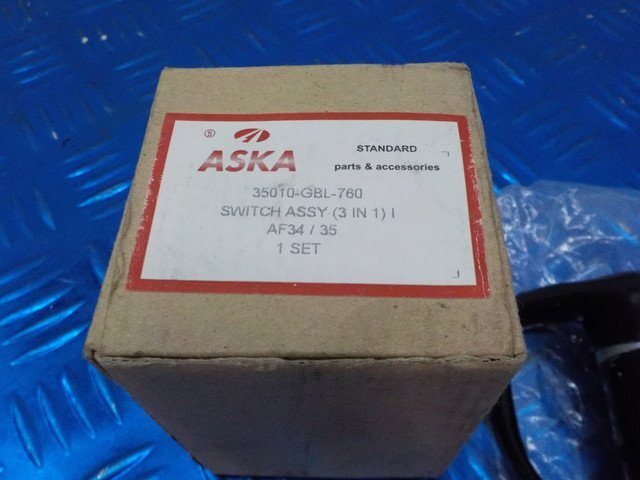 ASKA
STANDARD
parts & accessories
35010-GBL-760
SWITCH ASSY (3 IN 1) I
AF34 / 35
1 SET